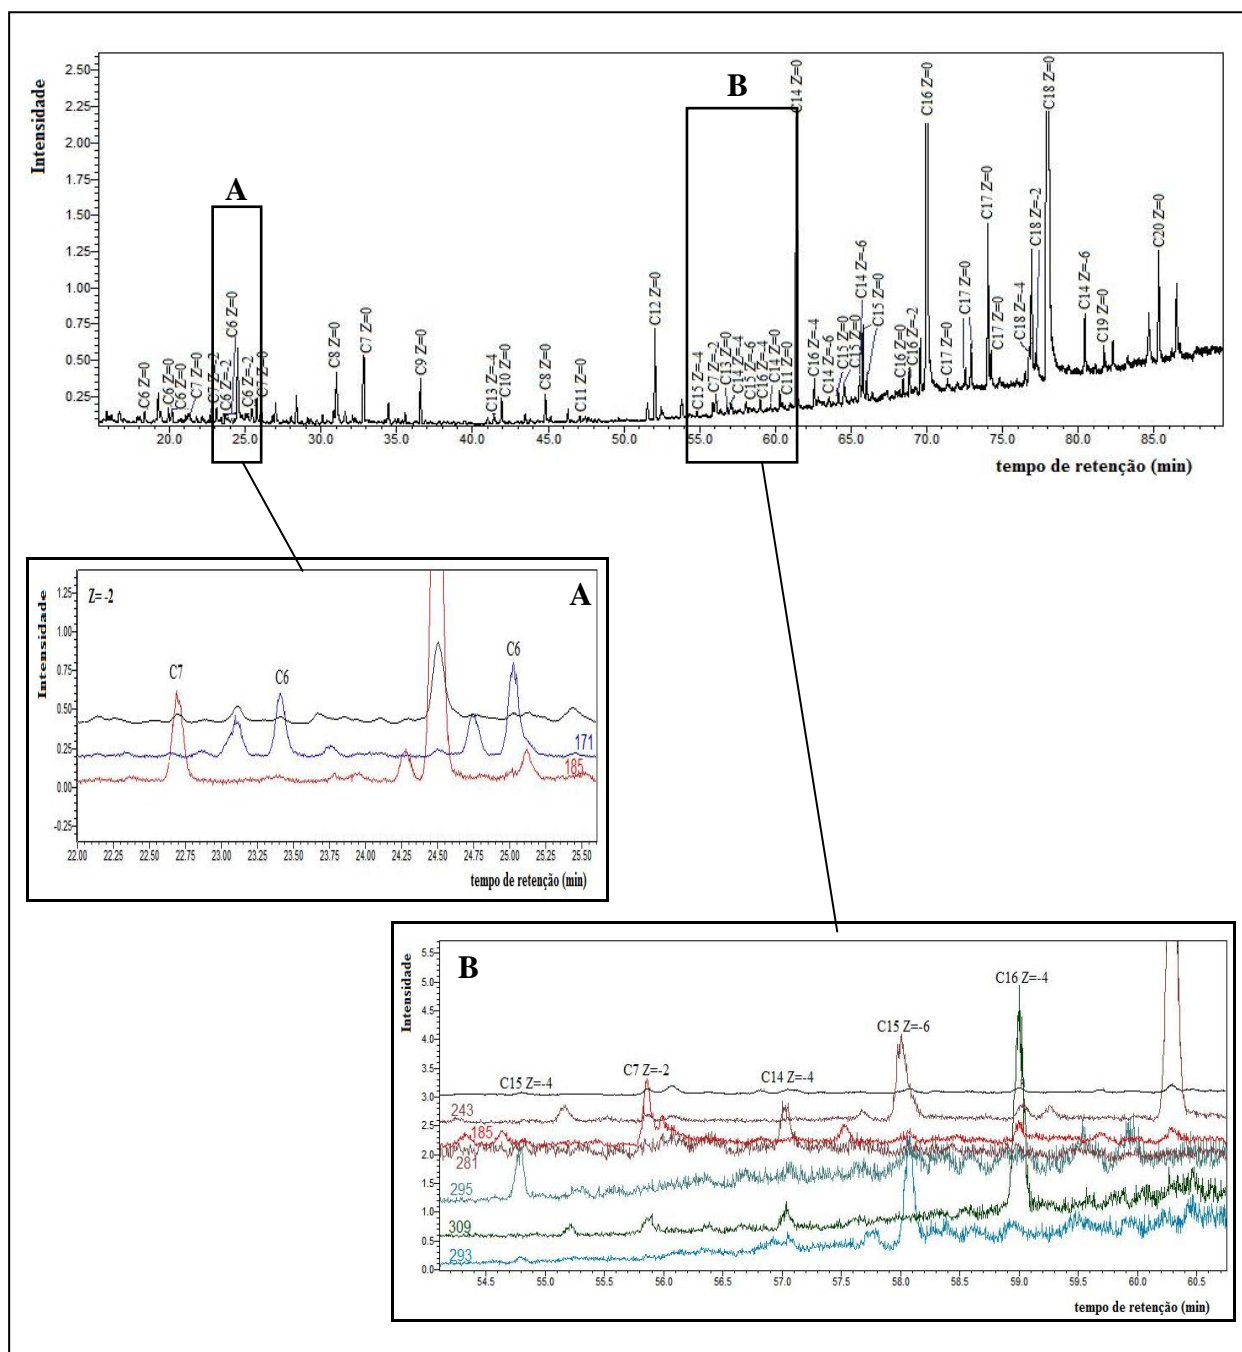 B
A
Intensidade
2.50
2.25
2.00
1.75
1.50
1.25
1.00
0.75
0.50
0.25
C6 Z=0
C6 Z=0
C6 Z=0
C7 Z=0
C7 Z=-2
C6 Z=-2
C6 Z=0
C6 Z=-2
C7 Z=0
C8 Z=0
C7 Z=0
C9 Z=0
C13 Z=-4
C10 Z=0
C8 Z=0
C11 Z=0
C12 Z=0
C15 Z=-4
C7 Z=-2
C13 Z=0
C14 Z=-4
C15 Z=-6
C16 Z=-4
C14 Z=0
C11 Z=0
C14 Z=0
C16 Z=-4
C14 Z=-6
C15 Z=0
C15 Z=0
C14 Z=-6
C15 Z=0
C16 Z=0
C16 Z=-2
C16 Z=0
C17 Z=0
C17 Z=0
C17 Z=0
C17 Z=0
C18 Z=-4
C18 Z=-2
C18 Z=0
C14 Z=-6
C19 Z=0
C20 Z=0
20.0 25.0 30.0 35.0 40.0 45.0 50.0 55.0 60.0 65.0 70.0 75.0 80.0 85.0
tempo de retenção (min)
Z= -2
A
Intensidade
1.25
1.00
0.75
0.50
0.25
0.00
-0.25
C7
C6
C6
171
185
22.00 22.25 22.50 22.75 23.00 23.25 23.50 23.75 24.00 24.25 24.50 24.75 25.00 25.25 25.50
tempo de retenção (min)
B
Intensidade
5.5
5.0
4.5
4.0
3.5
3.0
2.5
2.0
1.5
1.0
0.5
0.0
C16 Z=-4
C15 Z=-6
C7 Z=-2
C14 Z=-4
C15 Z=-4
243
185
281
295
309
293
54.5 55.0 55.5 56.0 56.5 57.0 57.5 58.0 58.5 59.0 59.5 60.0 60.5
tempo de retenção (min)